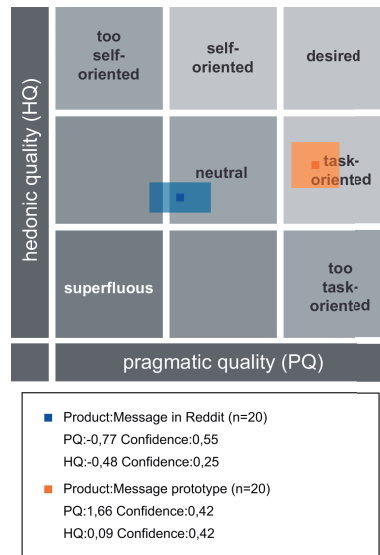 too
self-
oriented
self-
oriented
desired
hedonic quality (HQ)
neutral
task-
oriented
superfluous
too
task-
oriented
pragmatic quality (PQ)
Product:Message in Reddit (n=20)
PQ:-0,77 Confidence:0,55
HQ:-0,48 Confidence:0,25
Product:Message prototype (n=20)
PQ:1,66 Confidence:0,42
HQ:0,09 Confidence:0,42